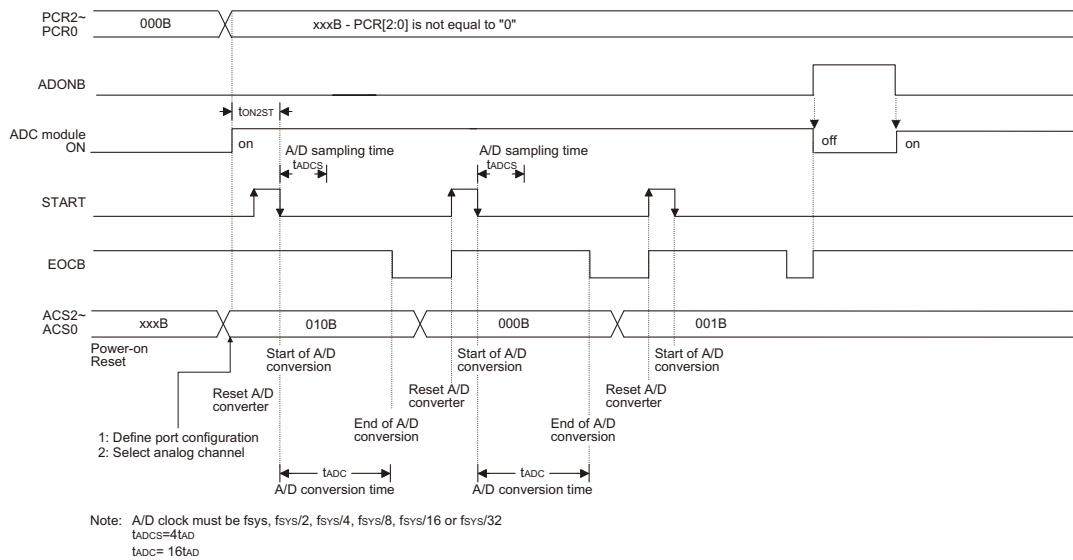 PCR2~
PCR0
000B
xxxB - PCR[2:0] is not equal to "0"
ADONB
tON2ST
ADC module
ON
on
off
on
A/D sampling time
tADCS
A/D sampling time
tADCS
START
EOCB
ACS2~
ACS0
xxxB
010B
000B
001B
Power-on
Reset
Start of A/D
conversion
Start of A/D
conversion
Start of A/D
conversion
Reset A/D
converter
Reset A/D
converter
Reset A/D
converter
End of A/D
conversion
End of A/D
conversion
1: Define port configuration
2: Select analog channel
tADC
A/D conversion time
tADC
A/D conversion time
Note: A/D clock must be fsys, fSYS/2, fSYS/4, fSYS/8, fSYS/16 or fSYS/32
tADCS=4tAD
tADC= 16tAD